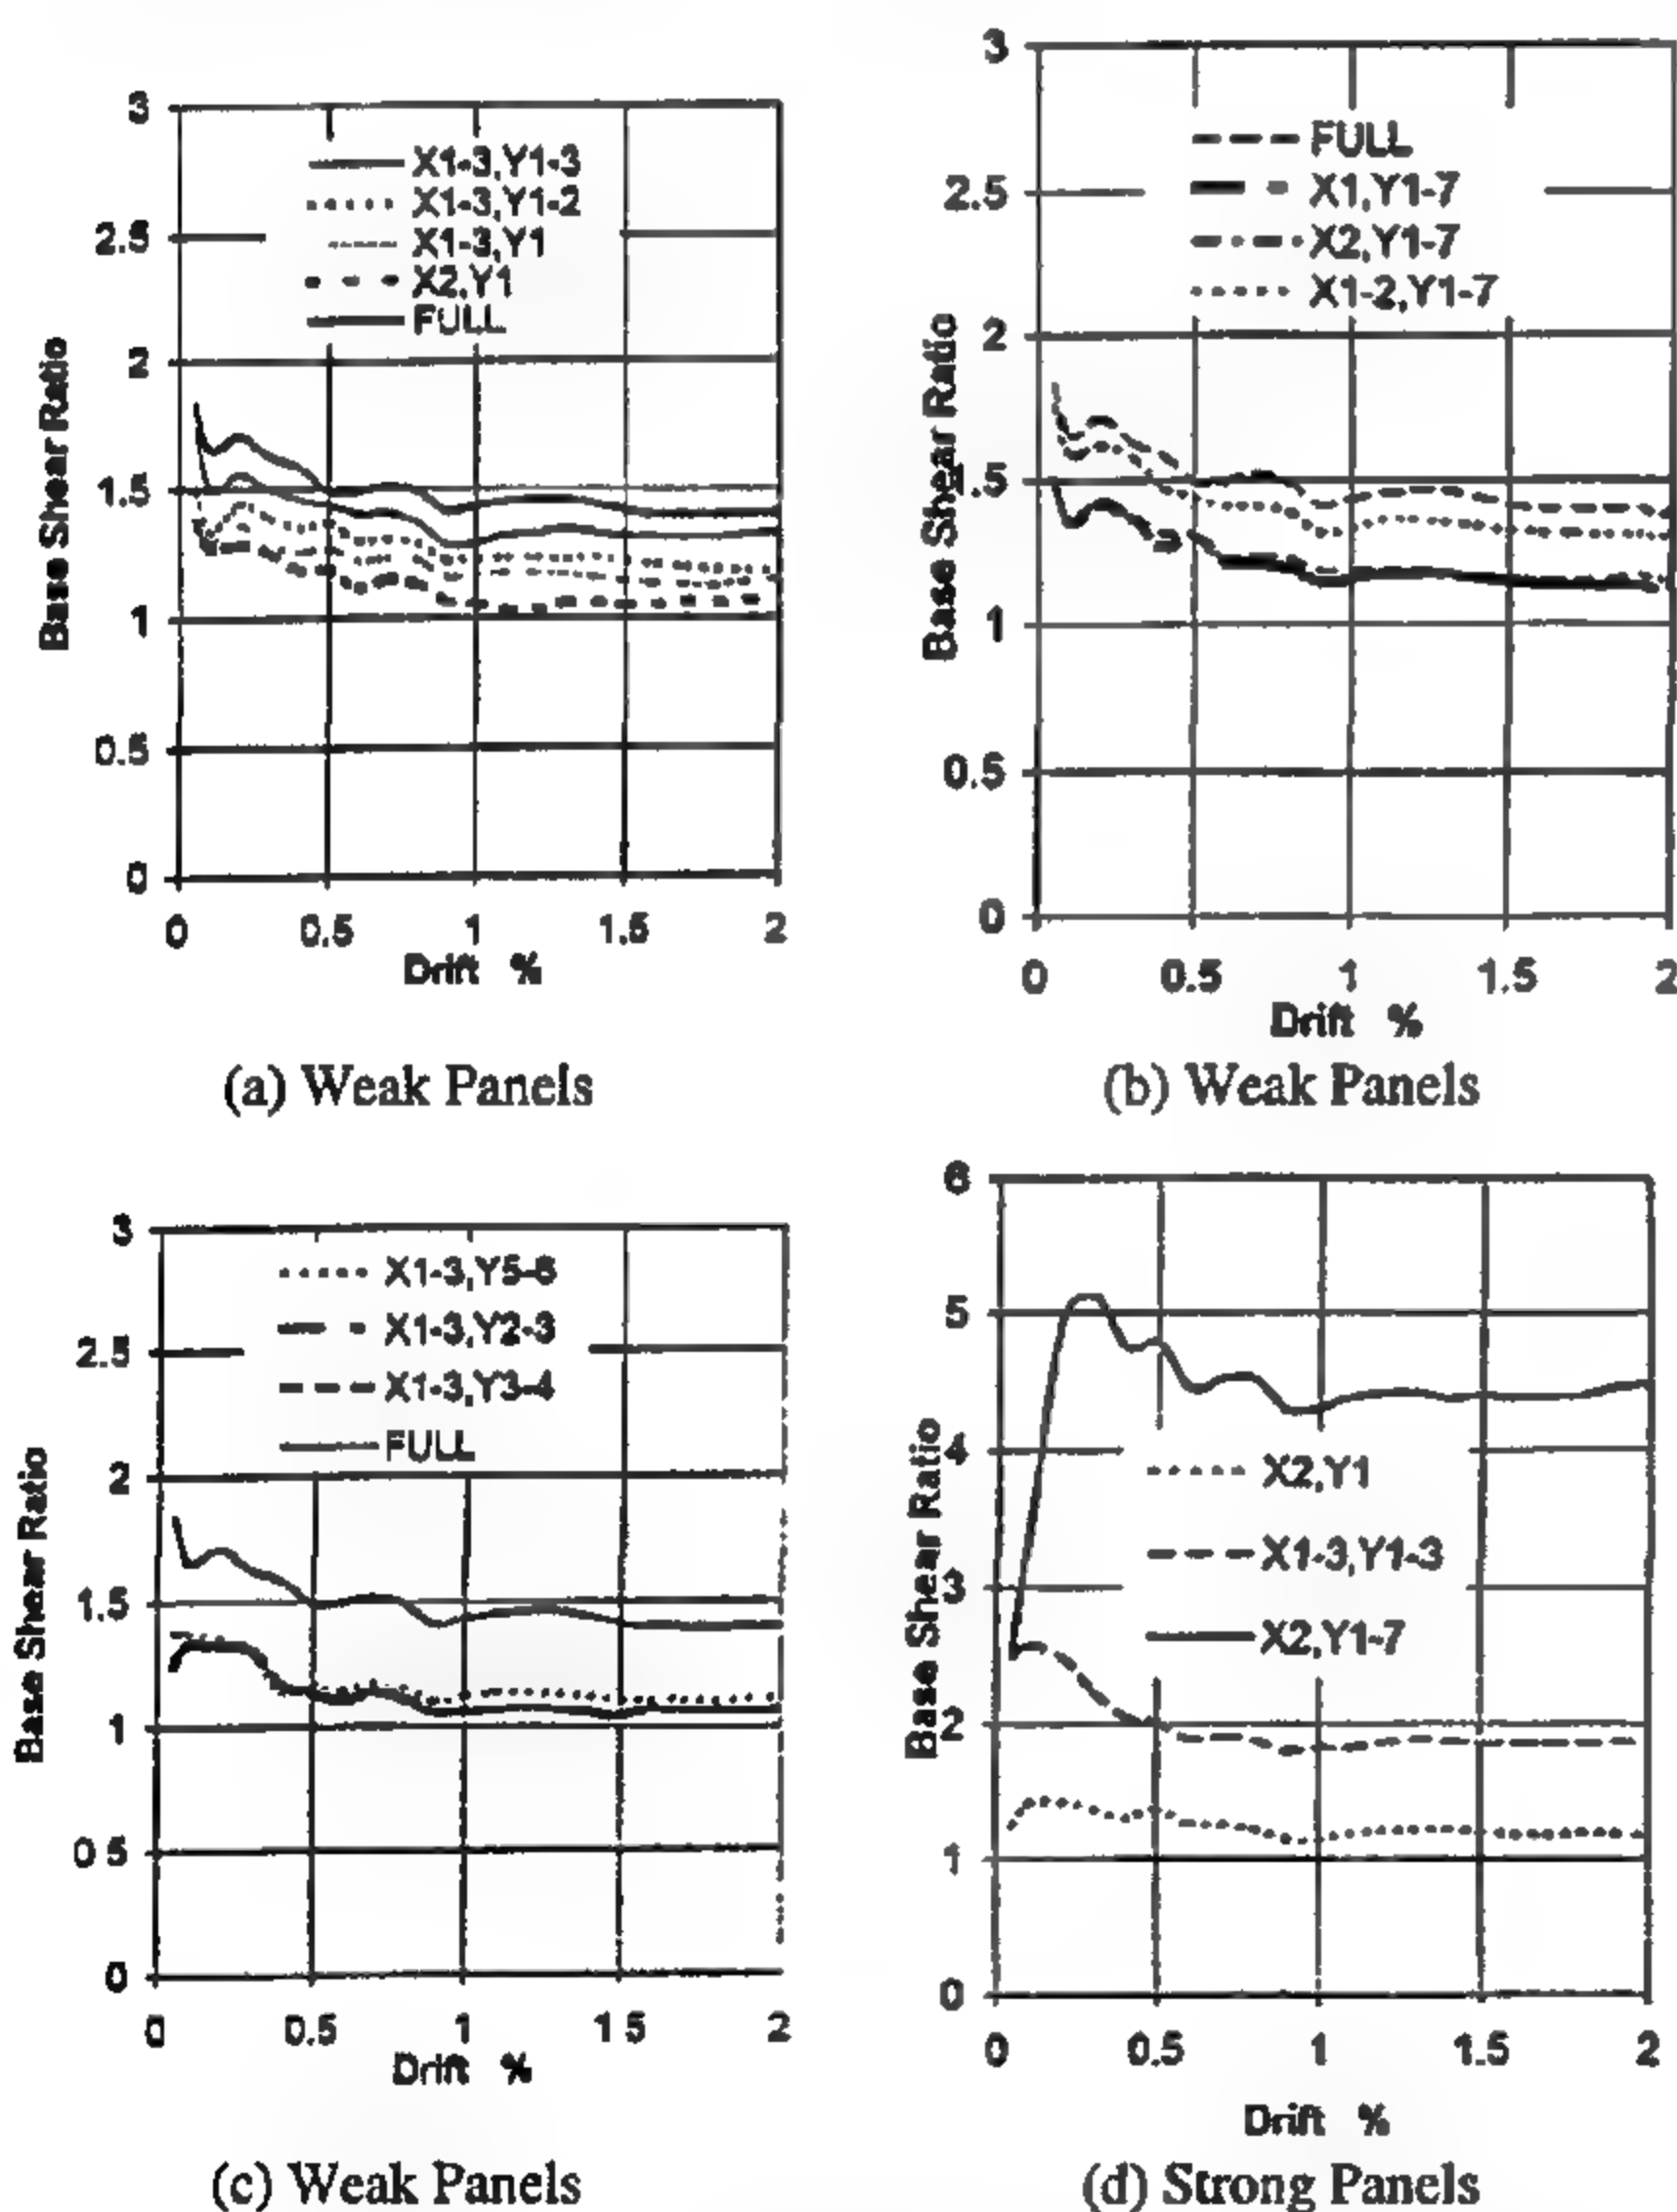 3
2.5
2
1.5
1
0.5
0
Base Shear Ratio
X1-3,Y1-3
X1-3,Y1-2
X1-3,Y1
X2,Y1
FULL
0 0.5 1 1.5 2
Drift %
(a) Weak Panels
3
2.5
2
1.5
1
0.5
0
Base Shear Ratio
FULL
X1,Y1-7
X2,Y1-7
X1-2,Y1-7
0 0.5 1 1.5 2
Drift %
(b) Weak Panels
3
2.5
2
1.5
1
0 5
0
Base Shear Ratio
X1-3,Y5-6
X1-3,Y2-3
X1-3,Y3-4
FULL
0 0.5 1 1 5 2
Drift %
(c) Weak Panels
6
5
4
3
2
1
0
Base Shear Ratio
X2,Y1
X1-3,Y1-3
X2,Y1-7
0 0.5 1 1.5 2
Drift %
(d) Strong Panels